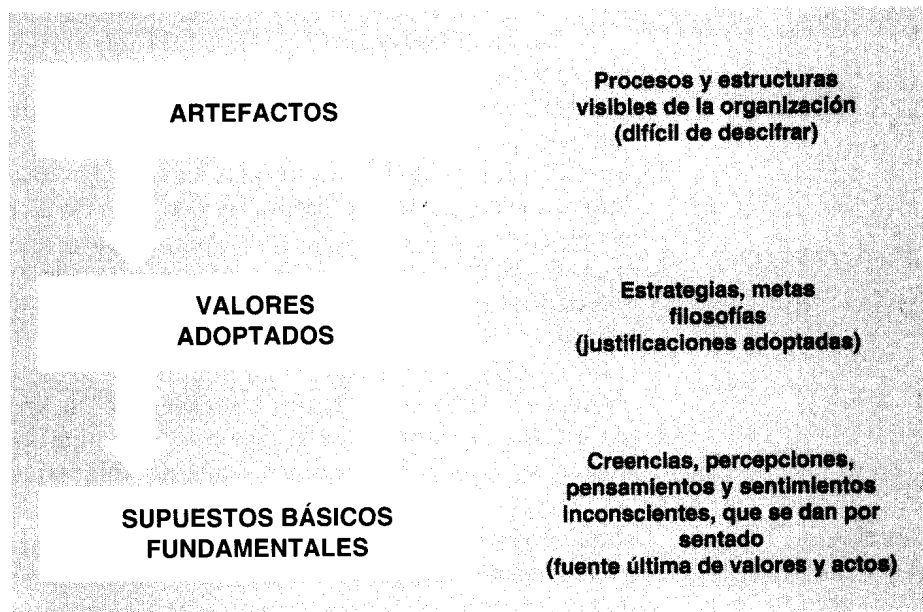 ARTEFACTOS
Procesos y estructuras
visibles de la organización
(difícil de descifrar)
VALORES
ADOPTADOS
Estrategias, metas
filosofías
(justificaciones adoptadas)
SUPUESTOS BÁSICOS
FUNDAMENTALES
Creencias, percepciones,
pensamientos y sentimientos
inconscientes, que se dan por
sentado
(fuente última de valores y actos)